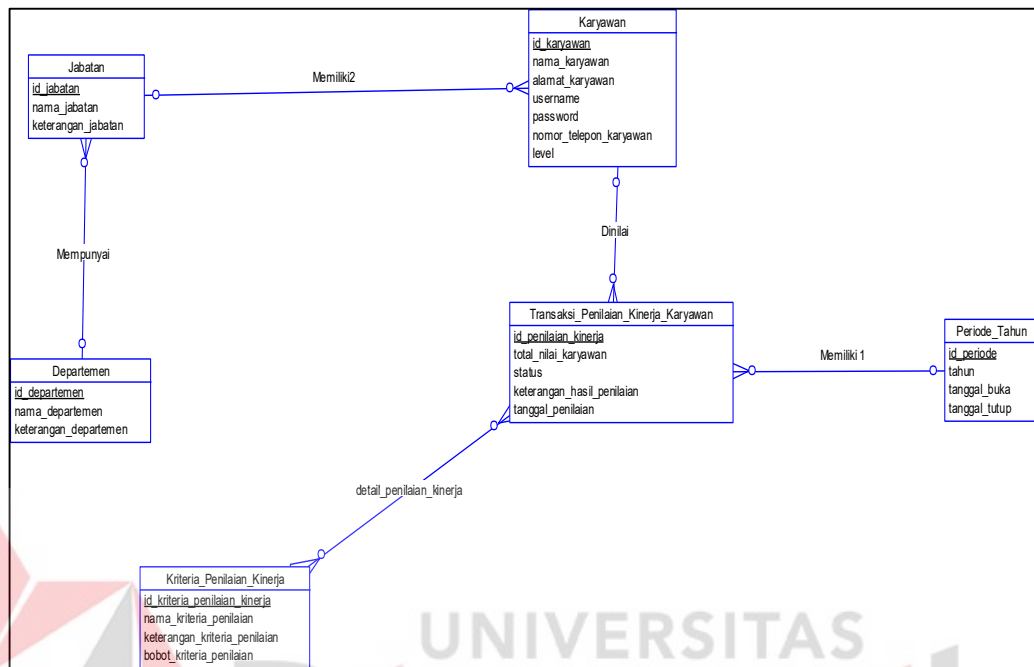 Karyawan
id_karyawan
nama_karyawan
alamat_karyawan
username
password
nomor_telepon_karyawan
level
Jabatan
id_jabatan
nama_jabatan
keterangan_jabatan
Memiliki2
Mempunyai
Dinilai
Transaksi_Penilaian_Kinerja_Karyawan
id_penilaian_kinerja
total_nilai_karyawan
status
keterangan_hasil_penilaian
tanggal_penilaian
Memiliki 1
Periode_Tahun
id_periode
tahun
tanggal_buka
tanggal_tutup
Departemen
id_departemen
nama_departemen
keterangan_departemen
detail_penilaian_kinerja
Kriteria_Penilaian_Kinerja
id_kriteria_penilaian_kinerja
nama_kriteria_penilaian
keterangan_kriteria_penilaian
bobot_kriteria_penilaian
UNIVERSITAS